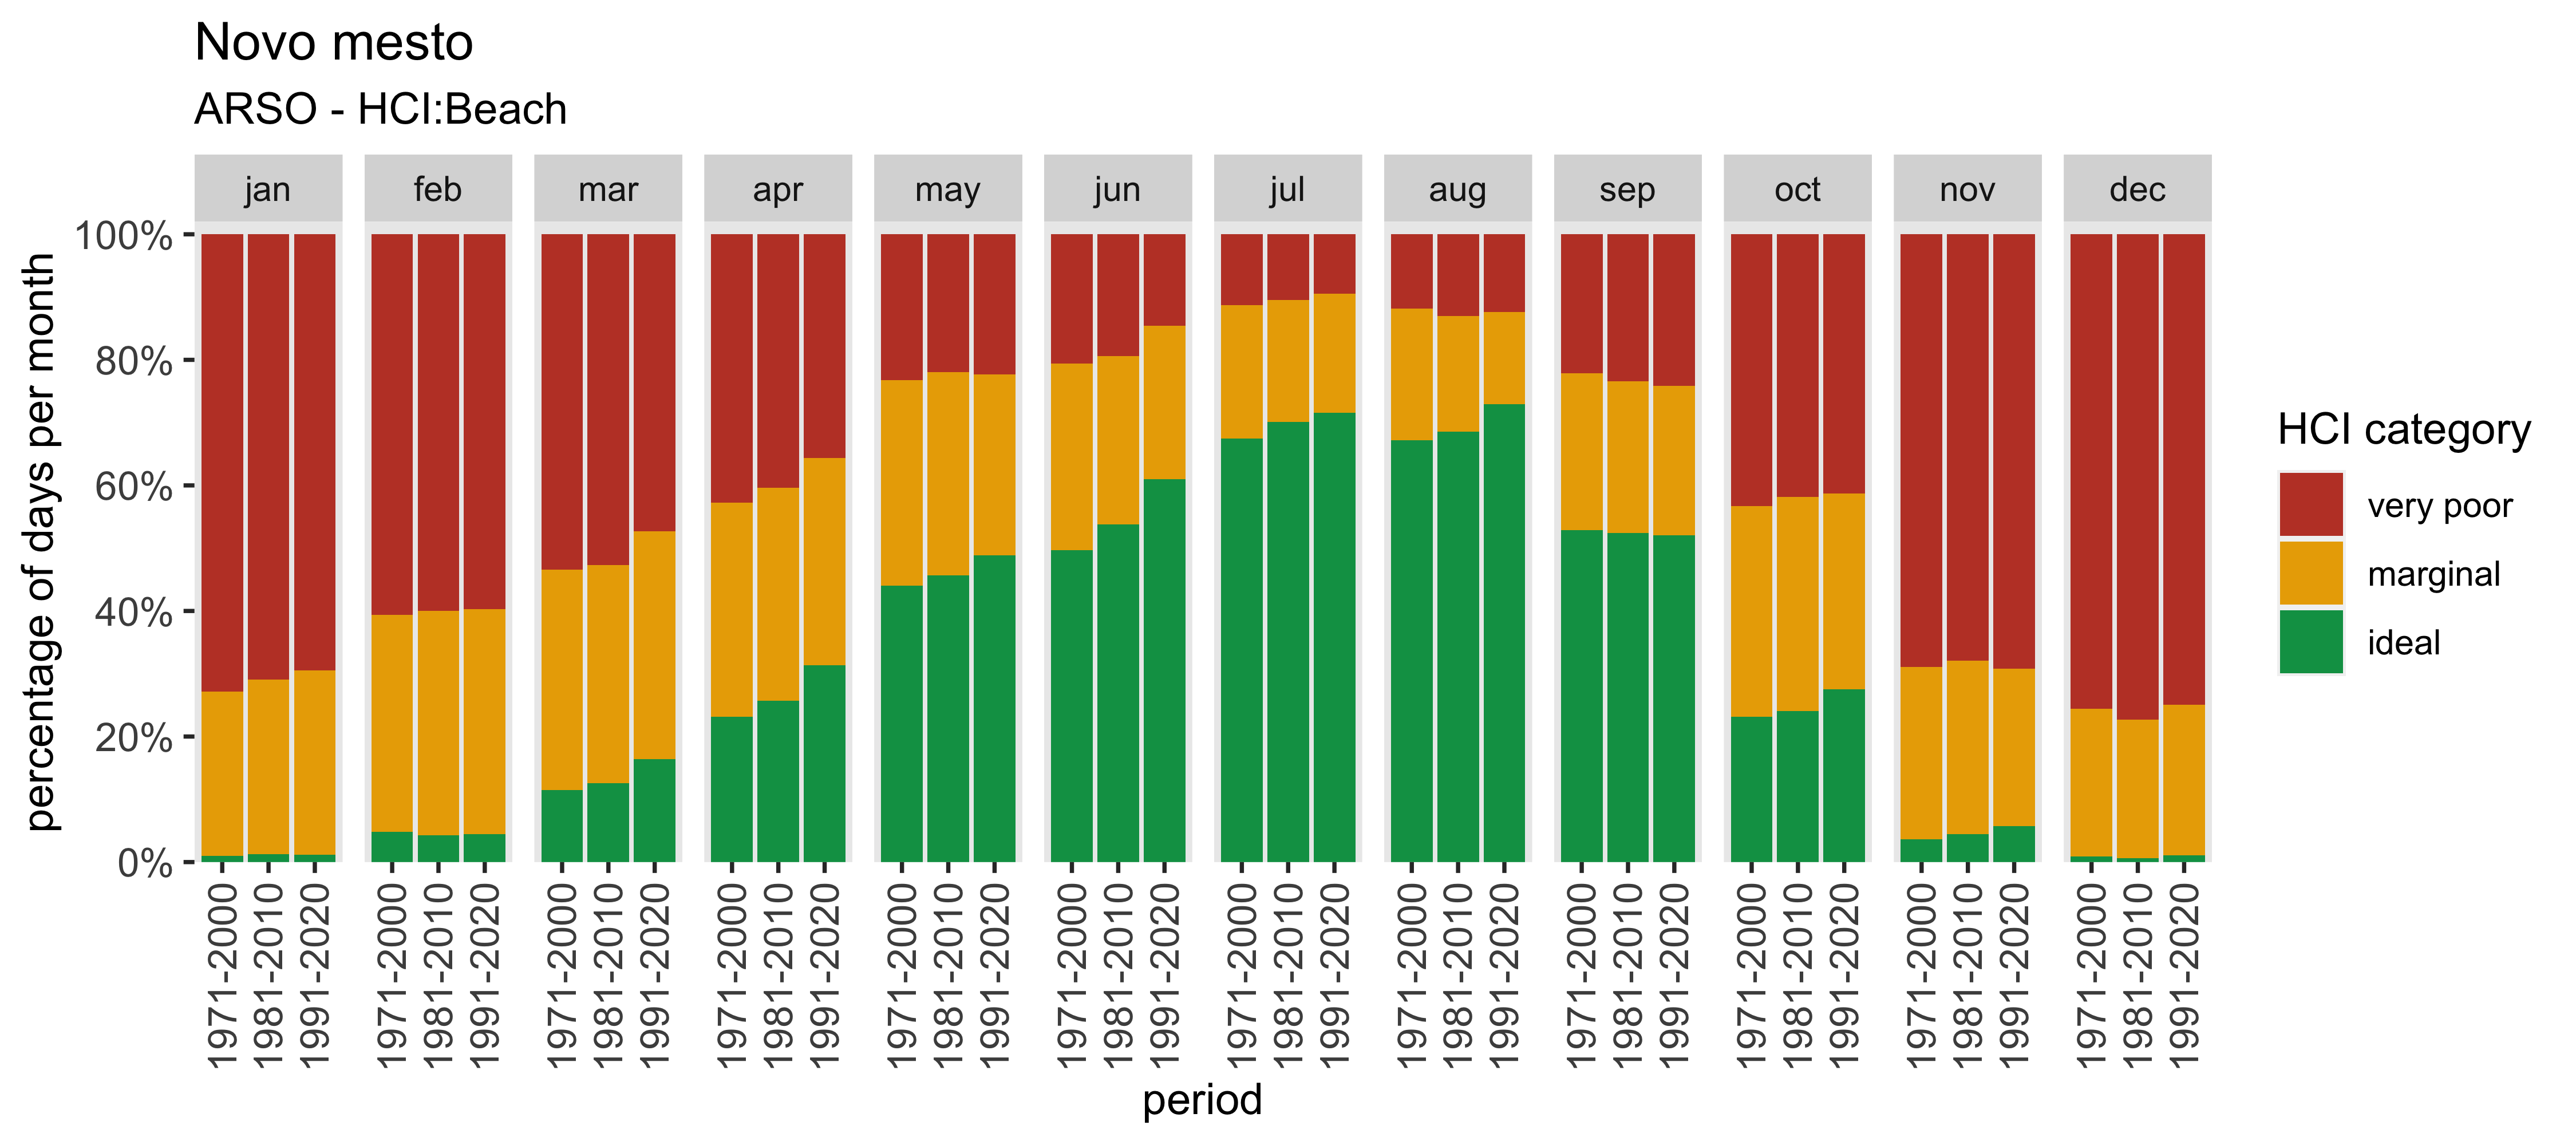 Novo mesto
ARSO - HCI:Beach
jan feb mar apr may jun jul aug sep oct nov dec
percentage of days per month
100%
80%
60%
40%
20%
0%
HCI category
very poor
marginal
ideal
1971-2000 1981-2010 1991-2020 1971-2000 1981-2010 1991-2020 1971-2000 1981-2010 1991-2020 1971-2000 1981-2010 1991-2020 1971-2000 1981-2010 1991-2020 1971-2000 1981-2010 1991-2020 1971-2000 1981-2010 1991-2020 1971-2000 1981-2010 1991-2020 1971-2000 1981-2010 1991-2020 1971-2000 1981-2010 1991-2020 1971-2000 1981-2010 1991-2020 1971-2000 1981-2010 1991-2020
period